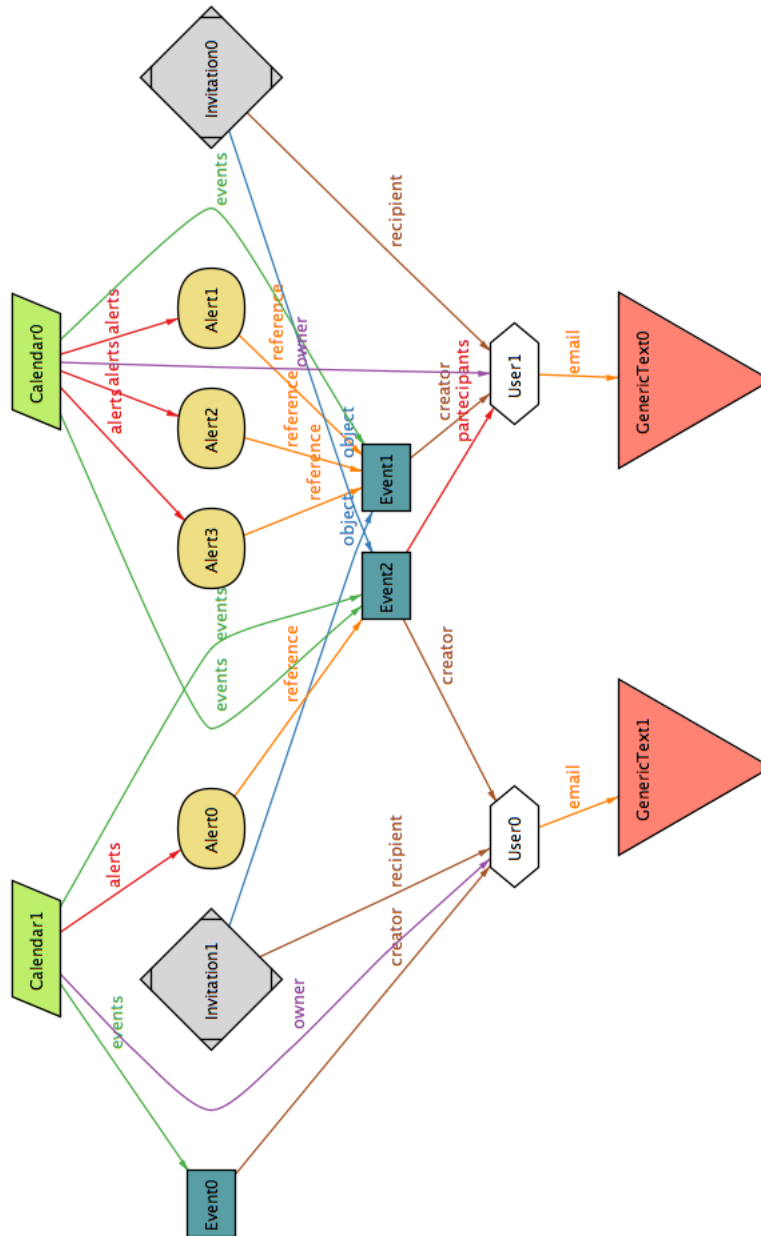 Calendar1
Calendar0
events
alerts
alerts
alerts
alerts
Event0
Invitation1
Alert0
Alert3
Alert2
Alert1
Invitation0
events
events
events
owner
reference
reference
reference
reference
owner
object
object
creator
recipient
Event2
Event1
recipient
creator
creator
partecipants
User0
User1
email
email
GenericText1
GenericText0